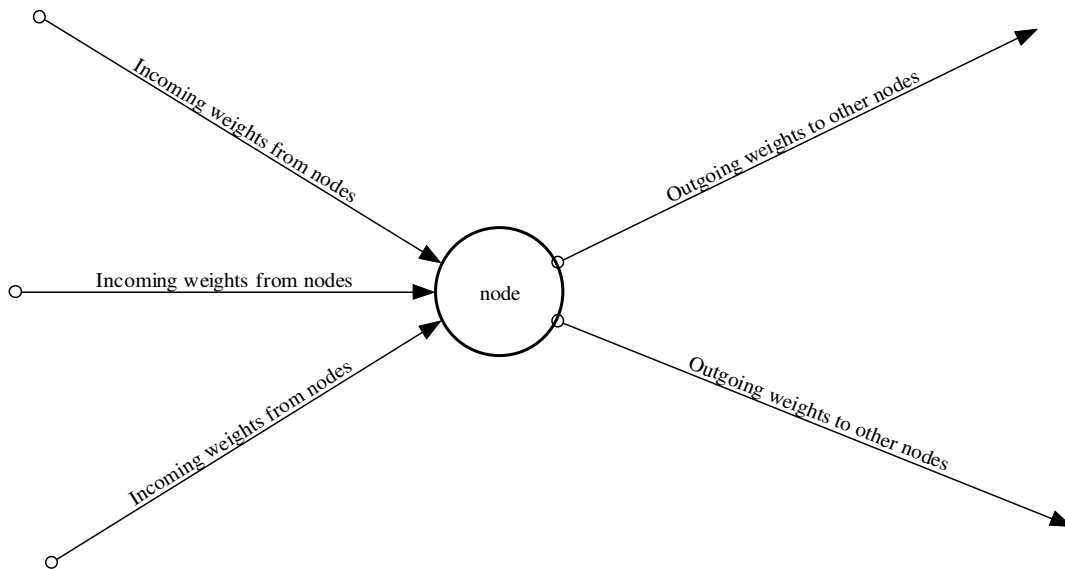 Incoming weights from nodes
Outgoing weights to other nodes
Incoming weights from nodes
node
Incoming weights from nodes
Outgoing weights to other nodes